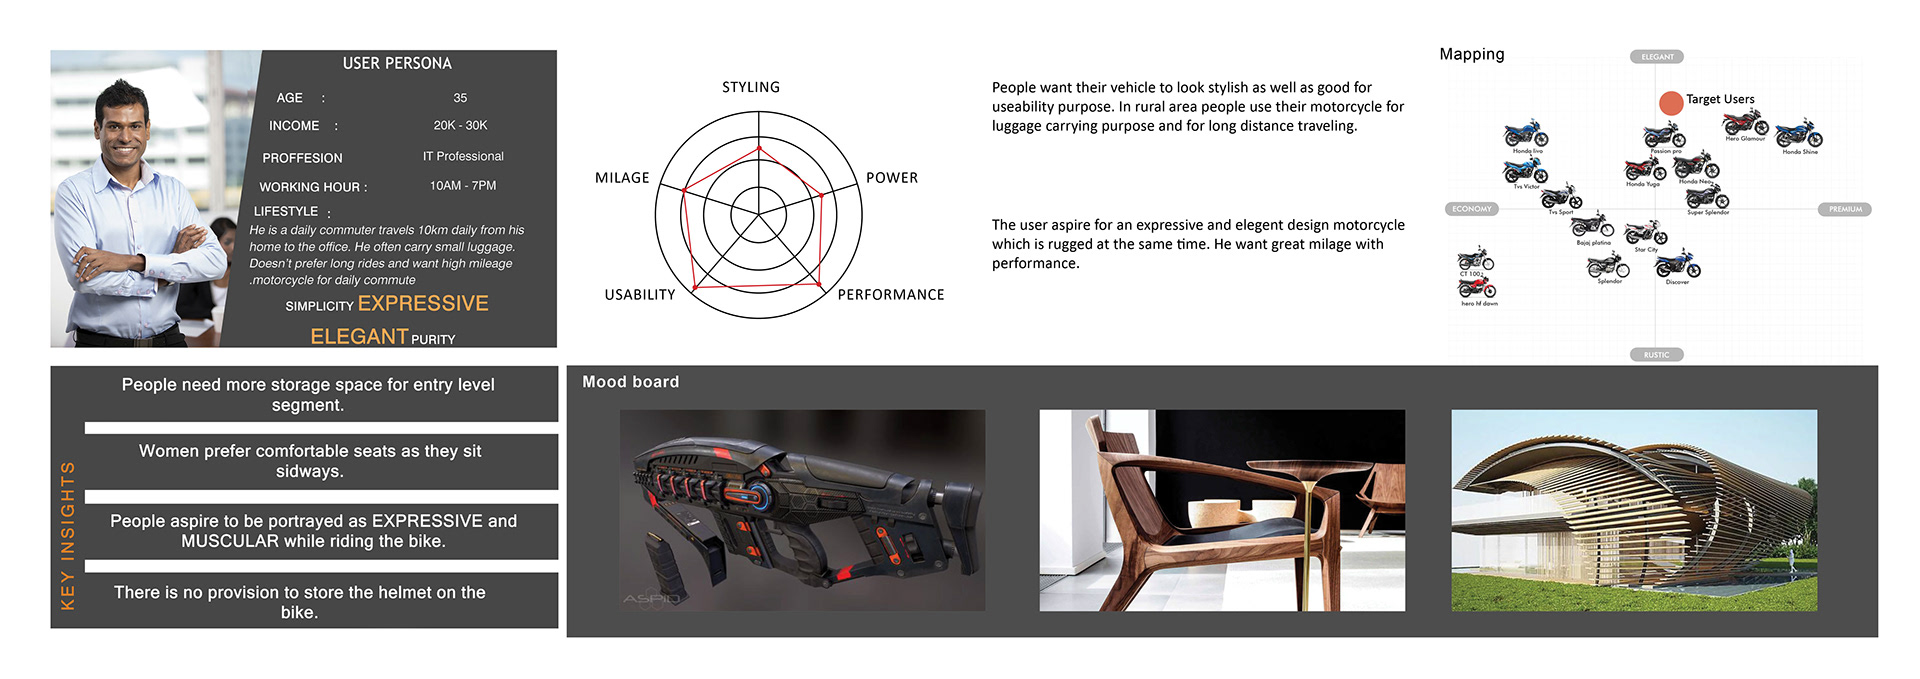 USER PERSONA
AGE :
35
INCOME :
20K - 30K
PROFFESION
IT Professional
WORKING HOUR :
10AM - 7PM
LIFESTYLE :
He is a daily commuter travels 10km daily from his
home to the office. He often carry small luggage.
Doesn't prefer long rides and want high mileage
.motorcycle for daily commute
SIMPLICITY EXPRESSIVE
ELEGANT PURITY
STYLING
MILAGE
POWER
USABILITY
PERFORMANCE
People want their vehicle to look stylish as well as good for
useability purpose. In rural area people use their motorcycle for
luggage carrying purpose and for long distance traveling.
The user aspire for an expressive and elegent design motorcycle
which is rugged at the same time. He want great milage with
performance.
Mapping
ELEGANT
Target Users
Honda livo
Passion pro
Hero Glamour
Honda Shine
Tvs Victor
Honda Yuga
Honda Neo
Tvs Sport
Super Splendor
ECONOMY
PREMIUM
Bajaj platina
Star City
CT 100
Splendor
Discover
hero hf dawn
RUSTIC
KEY INSIGHTS
People need more storage space for entry level
segment.
Women prefer comfortable seats as they sit
sidways.
People aspire to be portrayed as EXPRESSIVE and
MUSCULAR while riding the bike.
There is no provision to store the helmet on the
bike.
Mood board
ASPID